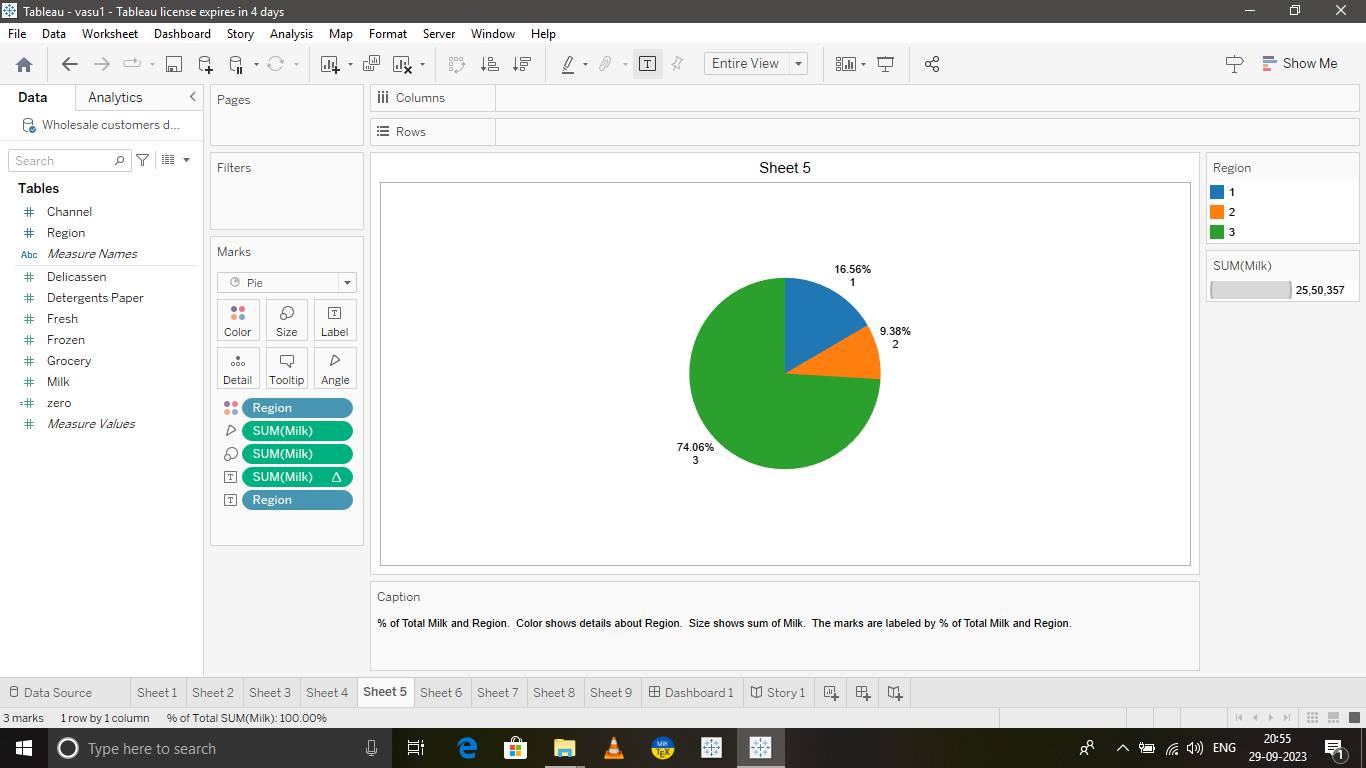 Tableau - vasu1 - Tableau license expires in 4 days
File Data Worksheet Dashboard Story Analysis Map Format Server Window Help
Entire View
Show Me
Data Analytics
Wholesale customers d...
Search
Tables
Channel
Region
Abc Measure Names
Delicassen
Detergents Paper
Fresh
Frozen
Grocery
Milk
zero
Measure Values
Pages
Filters
Marks
Pie
Color Size Label
Detail Tooltip Angle
Region
SUM(Milk)
SUM(Milk)
SUM(Milk)
Region
Columns
Rows
Sheet 5
16.56%
1
9.38%
2
74.06%
3
Caption
% of Total Milk and Region. Color shows details about Region. Size shows sum of Milk. The marks are labeled by % of Total Milk and Region.
Region
1
2
3
SUM(Milk)
25,50,357
Data Source Sheet 1 Sheet 2 Sheet 3 Sheet 4 Sheet 5 Sheet 6 Sheet 7 Sheet 8 Sheet 9 Dashboard 1 Story 1
3 marks 1 row by 1 column % of Total SUM(Milk): 100.00%
Type here to search
MiK
TEX
ENG
20:55
29-09-2023
1